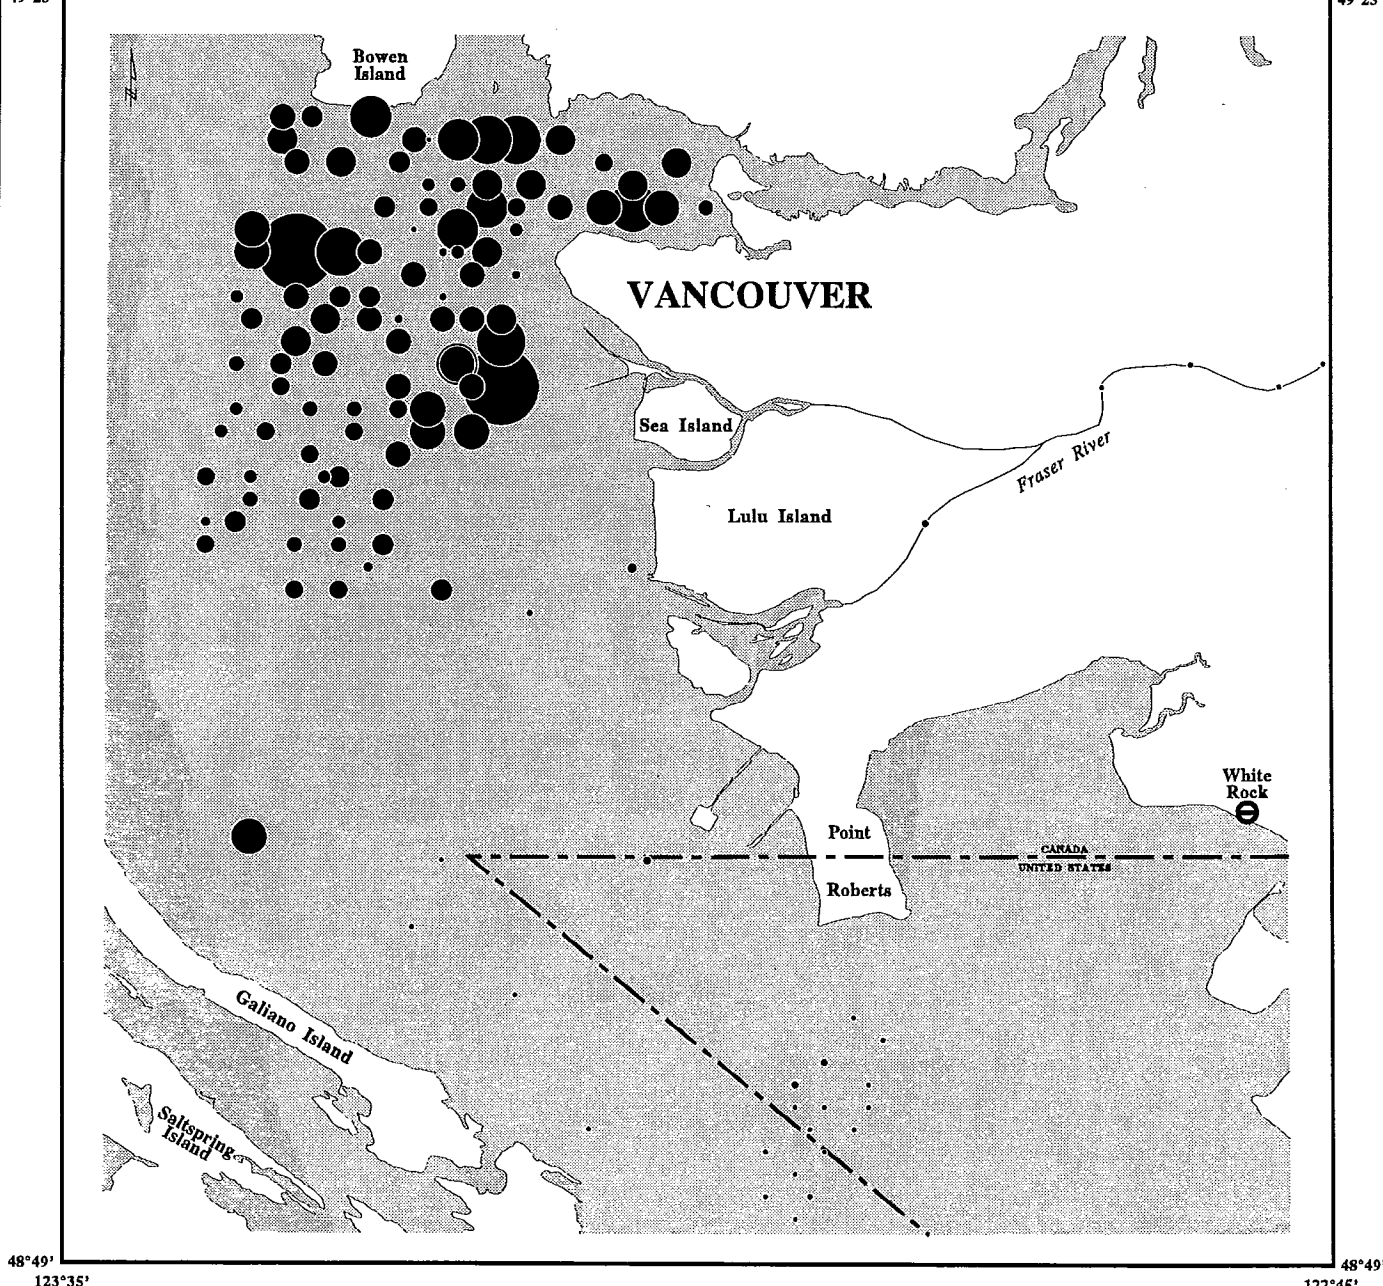 Bowen
Island
VANCOUVER
Sea Island
Fraser River
Lulu Island
White
Rock
Point
CANADA
UNITED STATES
Roberts
Galiano Island
Saltspring
Island
48°49'
48°49'
123°35'